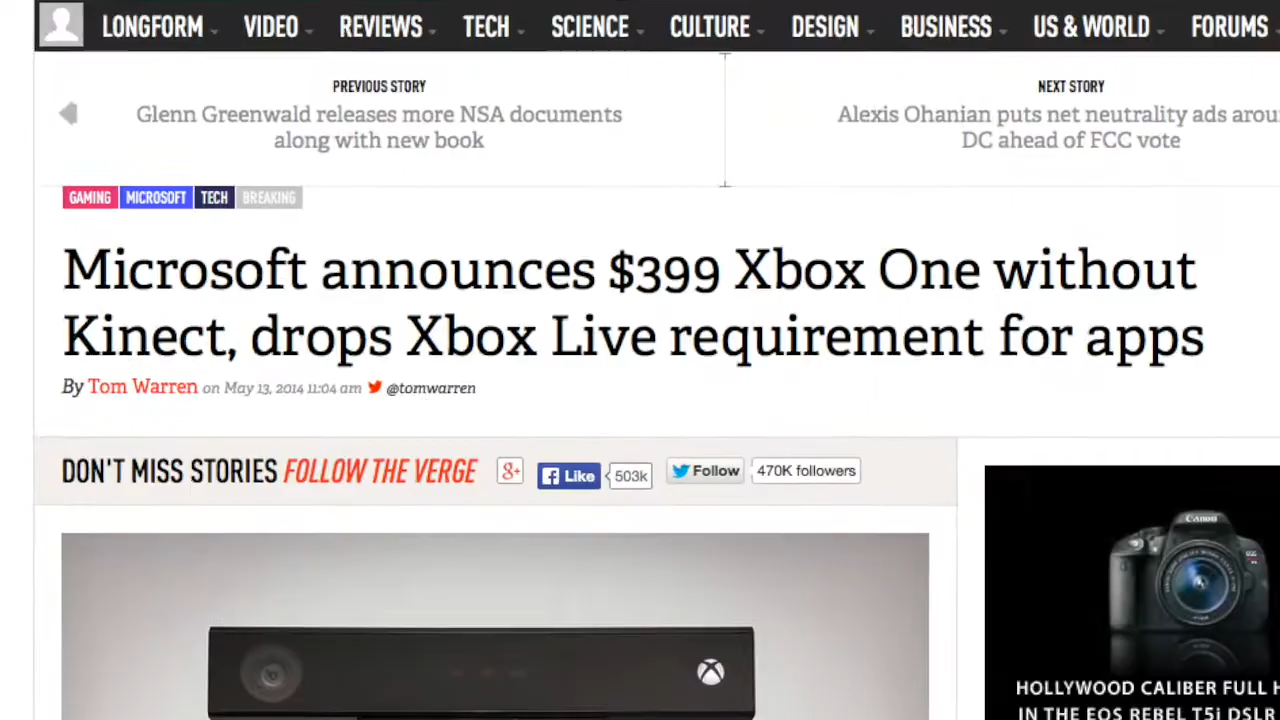 LONGFORM VIDEO REVIEWS TECH SCIENCE CULTURE DESIGN BUSINESS US & WORLD FORUMS
PREVIOUS STORY
Glenn Greenwald releases more NSA documents
along with new book
NEXT STORY
Alexis Ohanian puts net neutrality ads arou
DC ahead of FCC vote
GAMING MICROSOFT TECH BREAKING
Microsoft announces $399 Xbox One without
Kinect, drops Xbox Live requirement for apps
By Tom Warren on May 13, 2014 11:04 am @tomwarren
DON'T MISS STORIES FOLLOW THE VERGE 8+ Like 503k Follow 470K followers
Canon
HOLLYWOOD CALIBER FULL H
IN THE EOS REBEL T5i DSLR